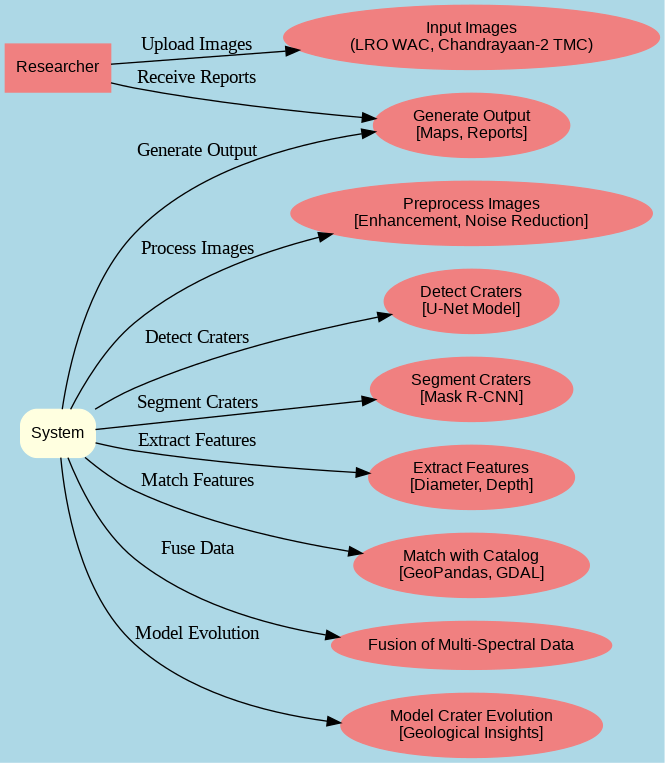 Researcher
Upload Images
Input Images
(LRO WAC, Chandrayaan-2 TMC)
Receive Reports
Generate Output
[Maps, Reports]
Generate Output
Preprocess Images
[Enhancement, Noise Reduction]
Process Images
Detect Craters
[U-Net Model]
Detect Craters
Segment Craters
[Mask R-CNN]
Segment Craters
System
Extract Features
Extract Features
[Diameter, Depth]
Match Features
Match with Catalog
[GeoPandas, GDAL]
Fuse Data
Fusion of Multi-Spectral Data
Model Evolution
Model Crater Evolution
[Geological Insights]